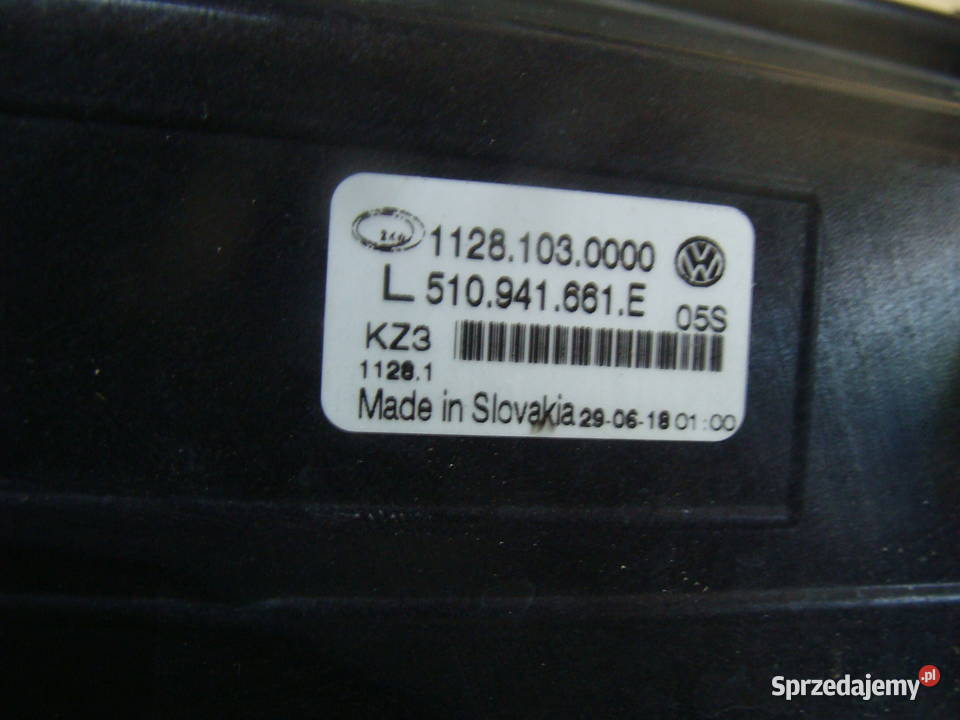 1128.103.0000
L 510.941.661.E 05S
KZ3
1128.1
Made in Slovakia 29-06-18 01:00
Sprzedajemy.pl